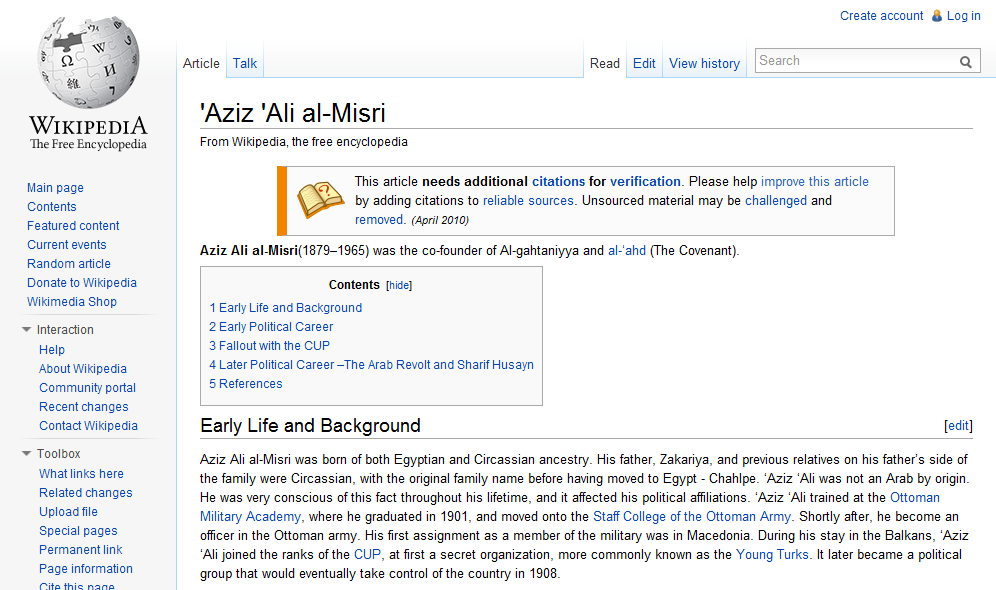 Create account Log in
Article Talk Read Edit View history Search
WIKIPEDIA
The Free Encyclopedia
Main page
Contents
Featured content
Current events
Random article
Donate to Wikipedia
Wikimedia Shop
Interaction
Help
About Wikipedia
Community portal
Recent changes
Contact Wikipedia
Toolbox
What links here
Related changes
Upload file
Special pages
Permanent link
Page information
Cite this page
'Aziz 'Ali al-Misri
From Wikipedia, the free encyclopedia
This article needs additional citations for verification. Please help improve this article
by adding citations to reliable sources. Unsourced material may be challenged and
removed. (April 2010)
Aziz Ali al-Misri(1879–1965) was the co-founder of Al-gahtaniyya and al-‘ahd (The Covenant).
Contents [hide]
1 Early Life and Background
2 Early Political Career
3 Fallout with the CUP
4 Later Political Career –The Arab Revolt and Sharif Husayn
5 References
Early Life and Background [edit]
Aziz Ali al-Misri was born of both Egyptian and Circassian ancestry. His father, Zakariya, and previous relatives on his father’s side of
the family were Circassian, with the original family name before having moved to Egypt - Chahlpe. ‘Aziz ‘Ali was not an Arab by origin.
He was very conscious of this fact throughout his lifetime, and it affected his political affiliations. ‘Aziz ‘Ali trained at the Ottoman
Military Academy, where he graduated in 1901, and moved onto the Staff College of the Ottoman Army. Shortly after, he become an
officer in the Ottoman army. His first assignment as a member of the military was in Macedonia. During his stay in the Balkans, ‘Aziz
‘Ali joined the ranks of the CUP, at first a secret organization, more commonly known as the Young Turks. It later became a political
group that would eventually take control of the country in 1908.